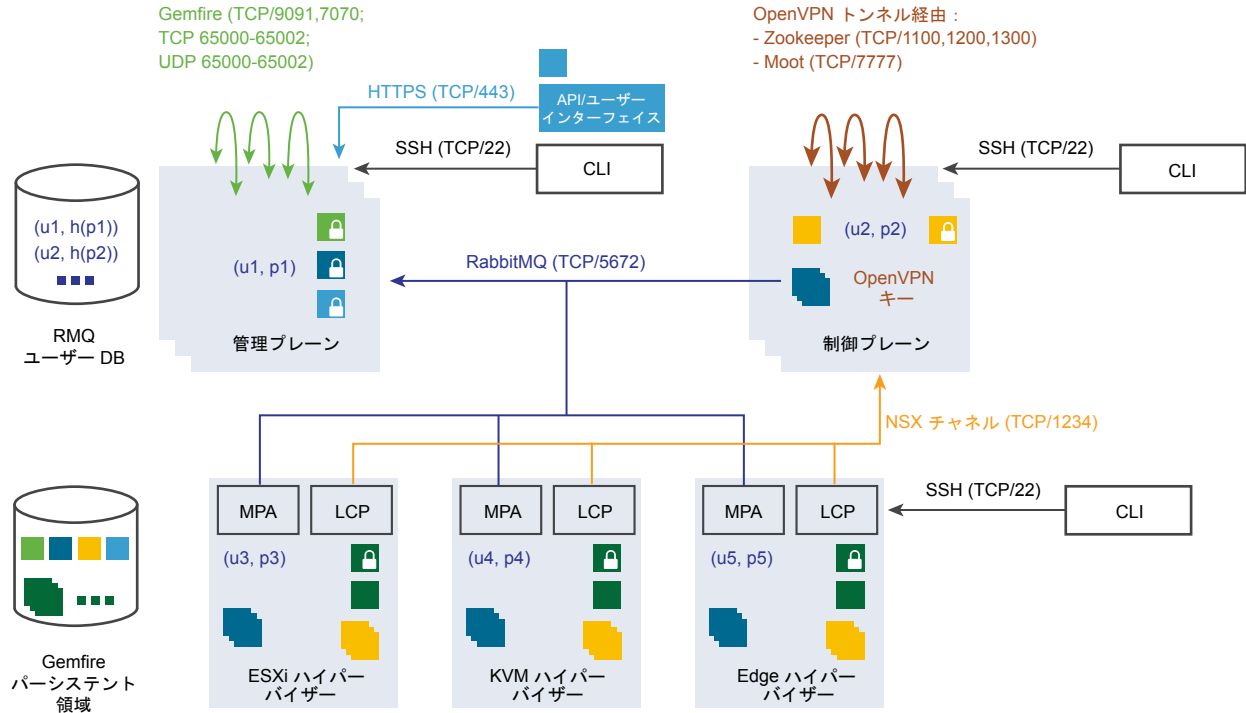 Gemfire (TCP/9091,7070;
TCP 65000-65002;
UDP 65000-65002)
OpenVPN トンネル経由：
- Zookeeper (TCP/1100,1200,1300)
- Moot (TCP/7777)
HTTPS (TCP/443)
API/ユーザー
インターフェイス
SSH (TCP/22)
CLI
SSH (TCP/22)
CLI
(u1, h(p1))
(u2, h(p2))
RMQ
ユーザー DB
(u1, p1)
管理プレーン
RabbitMQ (TCP/5672)
(u2, p2)
OpenVPN
キー
制御プレーン
NSX チャネル (TCP/1234)
MPA
LCP
(u3, p3)
ESXi ハイパー
バイザー
MPA
LCP
(u4, p4)
KVM ハイパー
バイザー
MPA
LCP
(u5, p5)
Edge ハイパー
バイザー
SSH (TCP/22)
CLI
Gemfire
パーシステント
領域